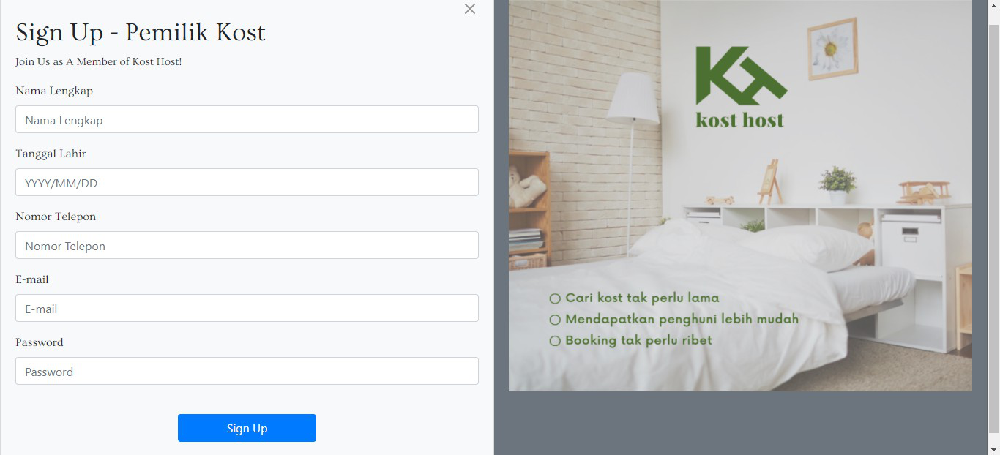 Sign Up - Pemilik Kost
Join Us as A Member of Kost Host!
Nama Lengkap
Nama Lengkap
Tanggal Lahir
YYYY/MM/DD
Nomor Telepon
Nomor Telepon
E-mail
E-mail
Password
Password
Sign Up
KH
kost host
Cari kost tak perlu lama
Mendapatkan penghuni lebih mudah
Booking tak perlu ribet